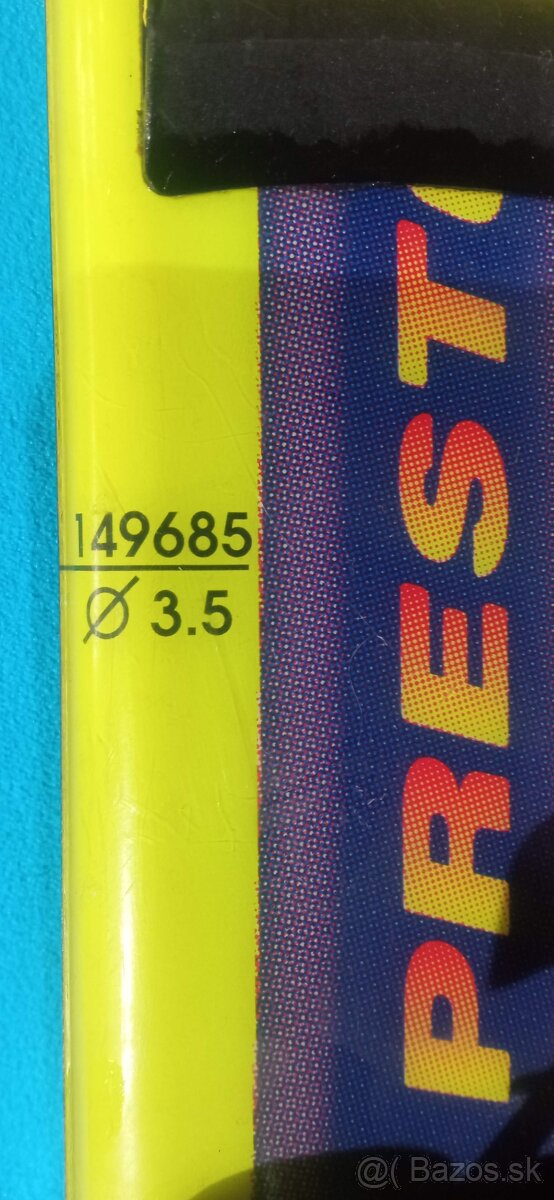 149685
Ø 3.5
PREST
@( Bazos.sk